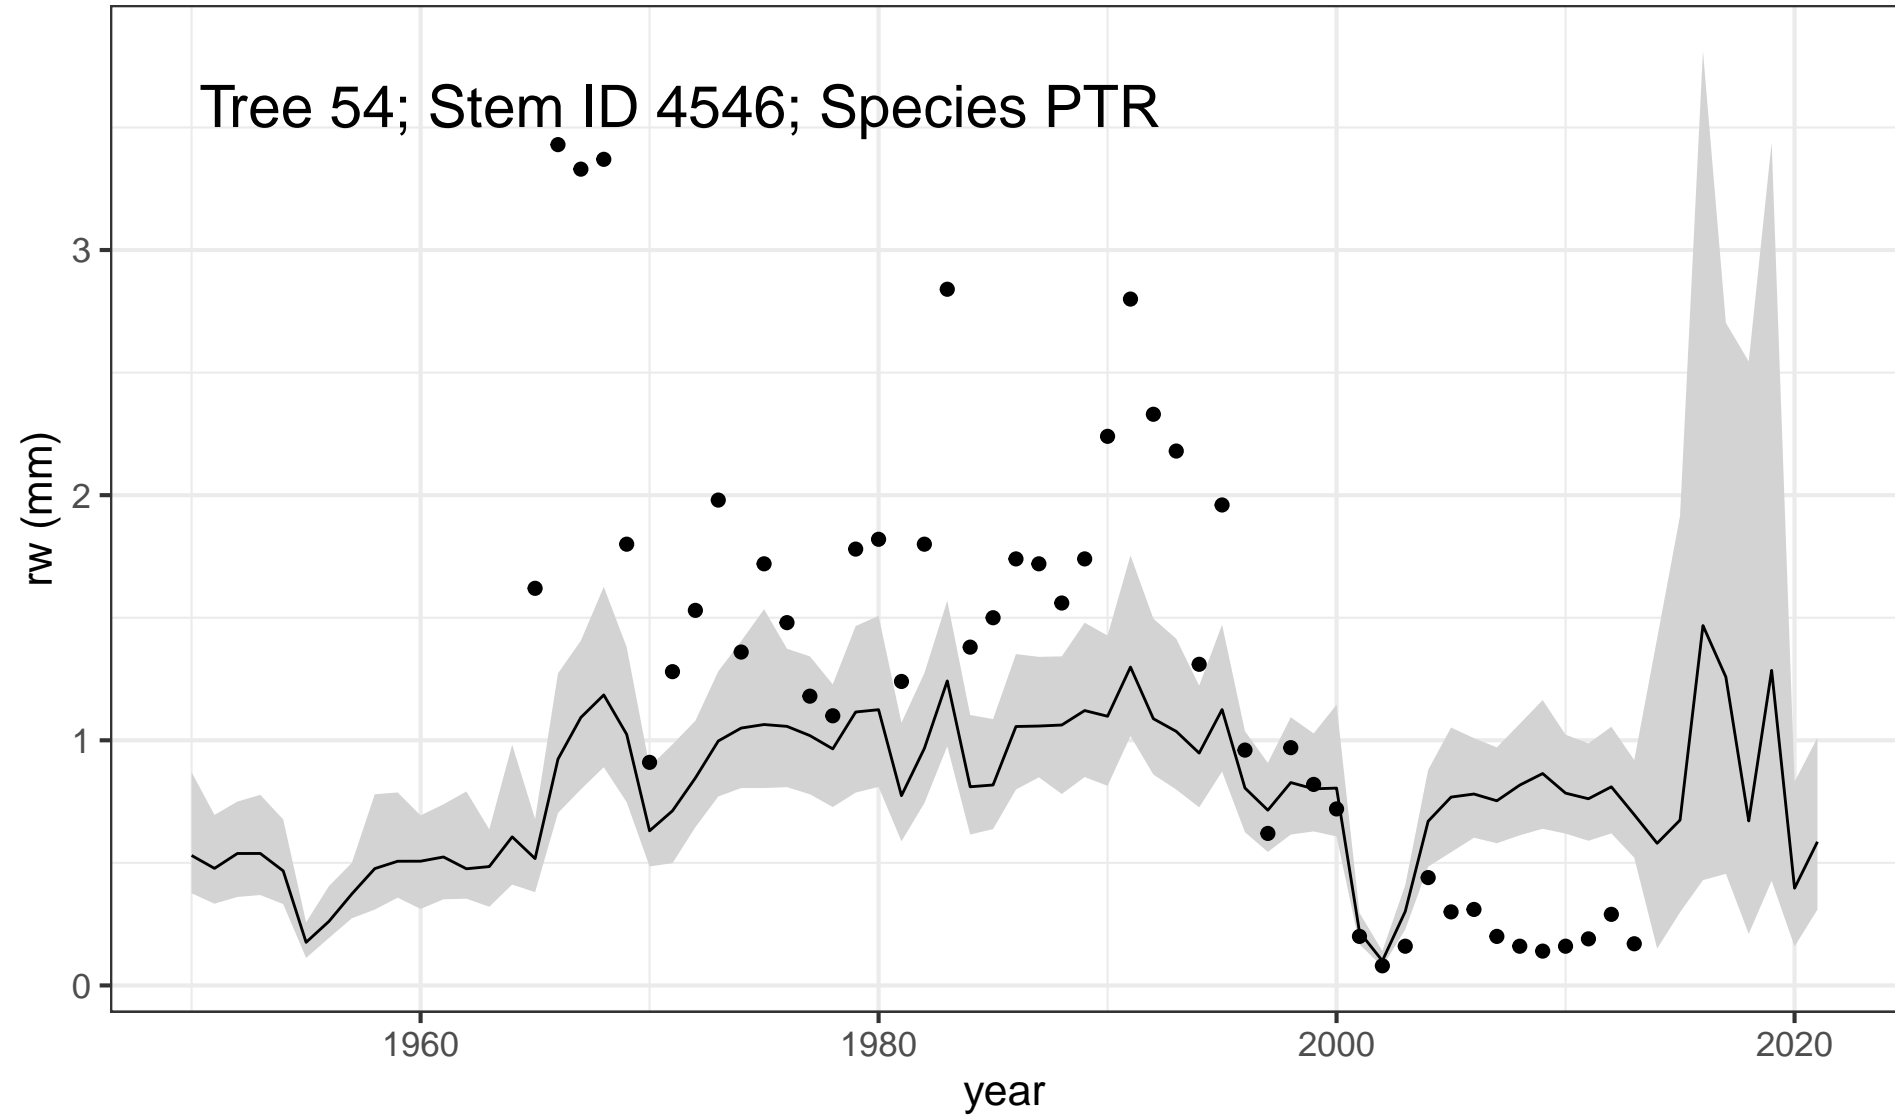 Tree 54; Stem ID 4546; Species PTR
3
2
1
0
rw (mm)
1960
1980
2000
2020
year